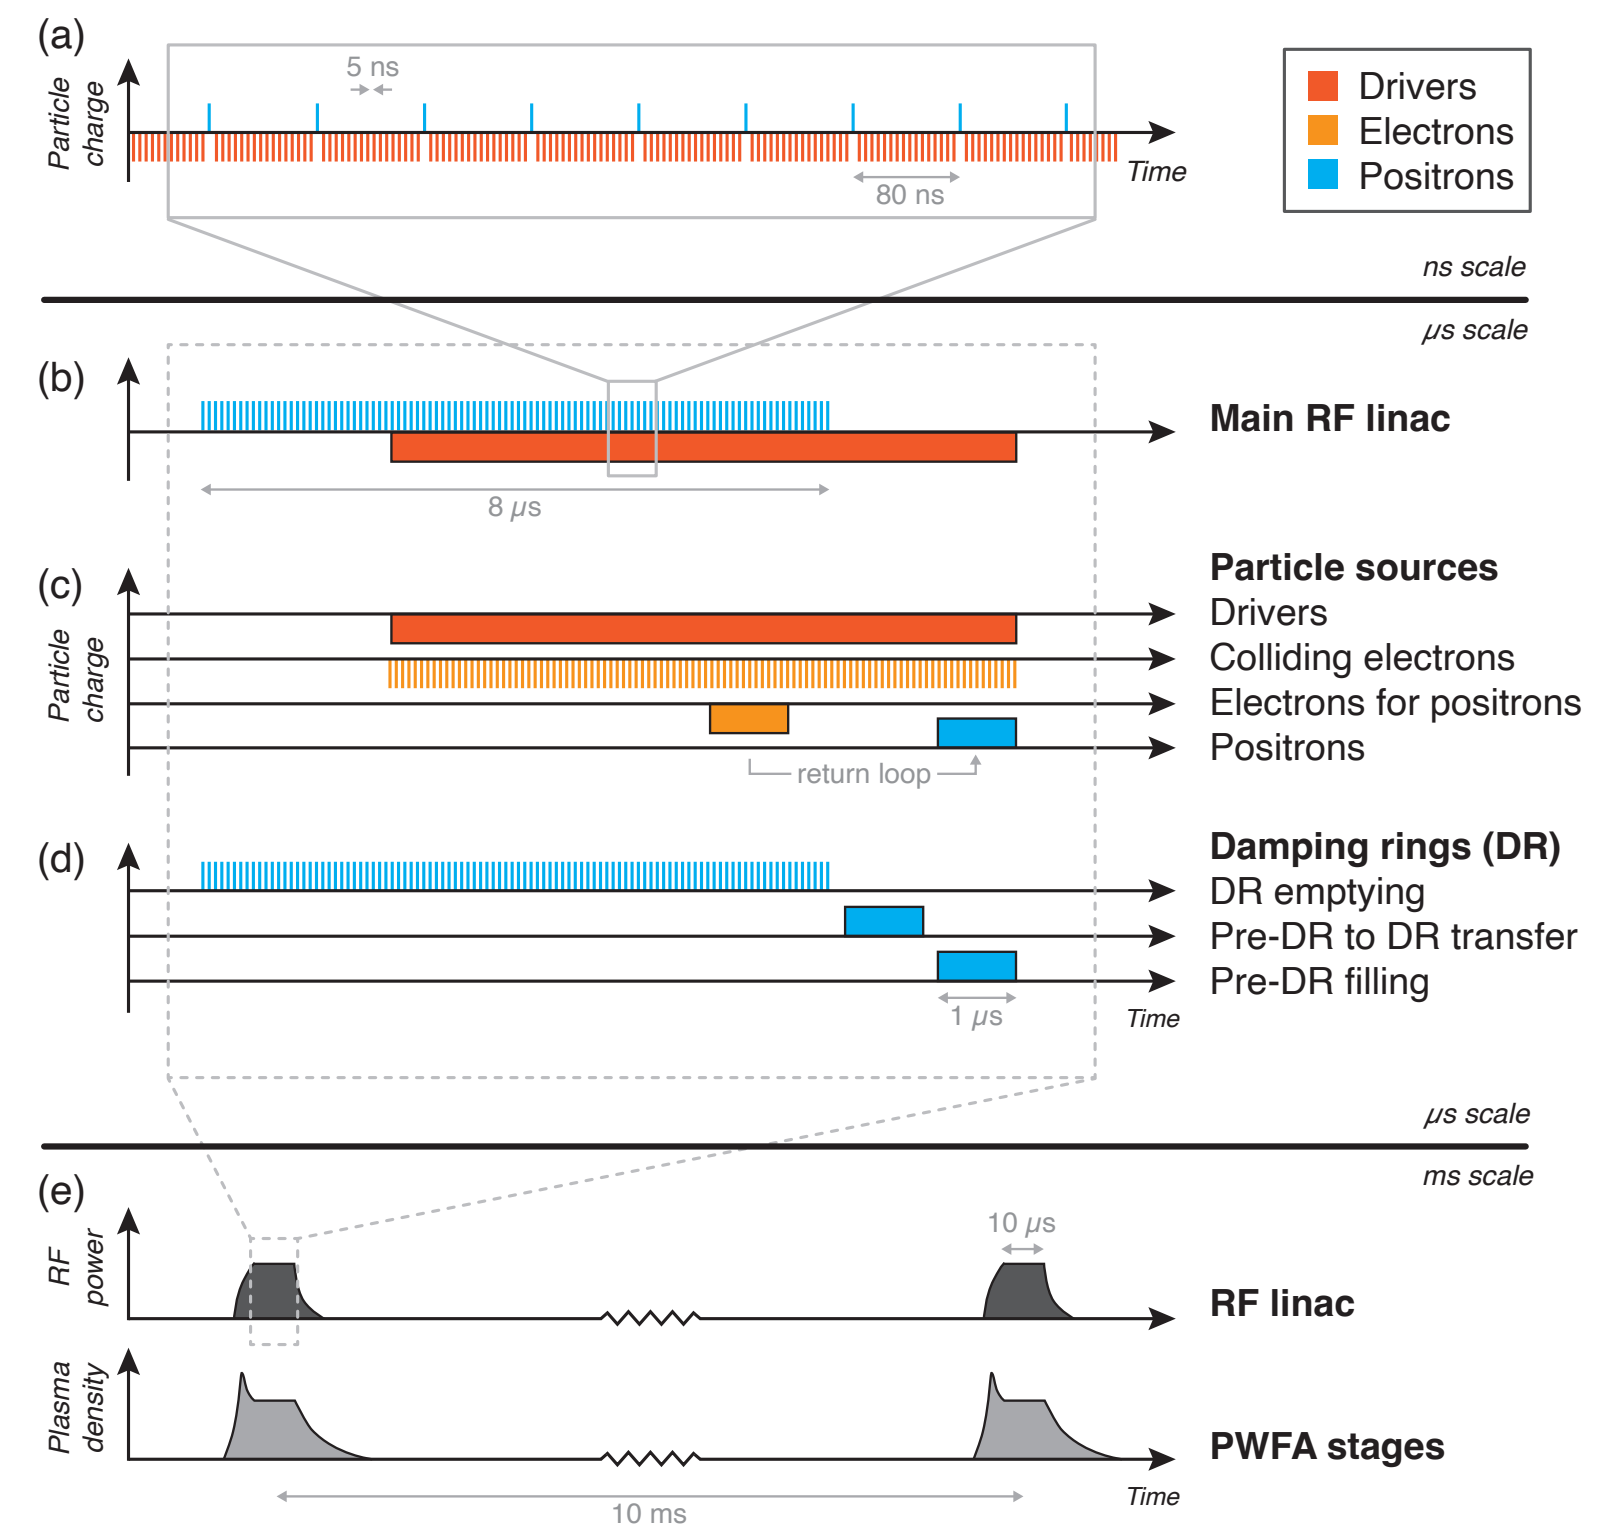 (a)
Particle
charge
5 ns
80 ns
Time
Drivers
Electrons
Positrons
ns scale
µs scale
(b)
8 µs
Main RF linac
(c)
Particle
charge
return loop
Particle sources
Drivers
Colliding electrons
Electrons for positrons
Positrons
(d)
1 µs
Damping rings (DR)
DR emptying
Pre-DR to DR transfer
Pre-DR filling
Time
µs scale
ms scale
(e)
RF
power
10 µs
RF linac
Plasma
density
PWFA stages
10 ms
Time